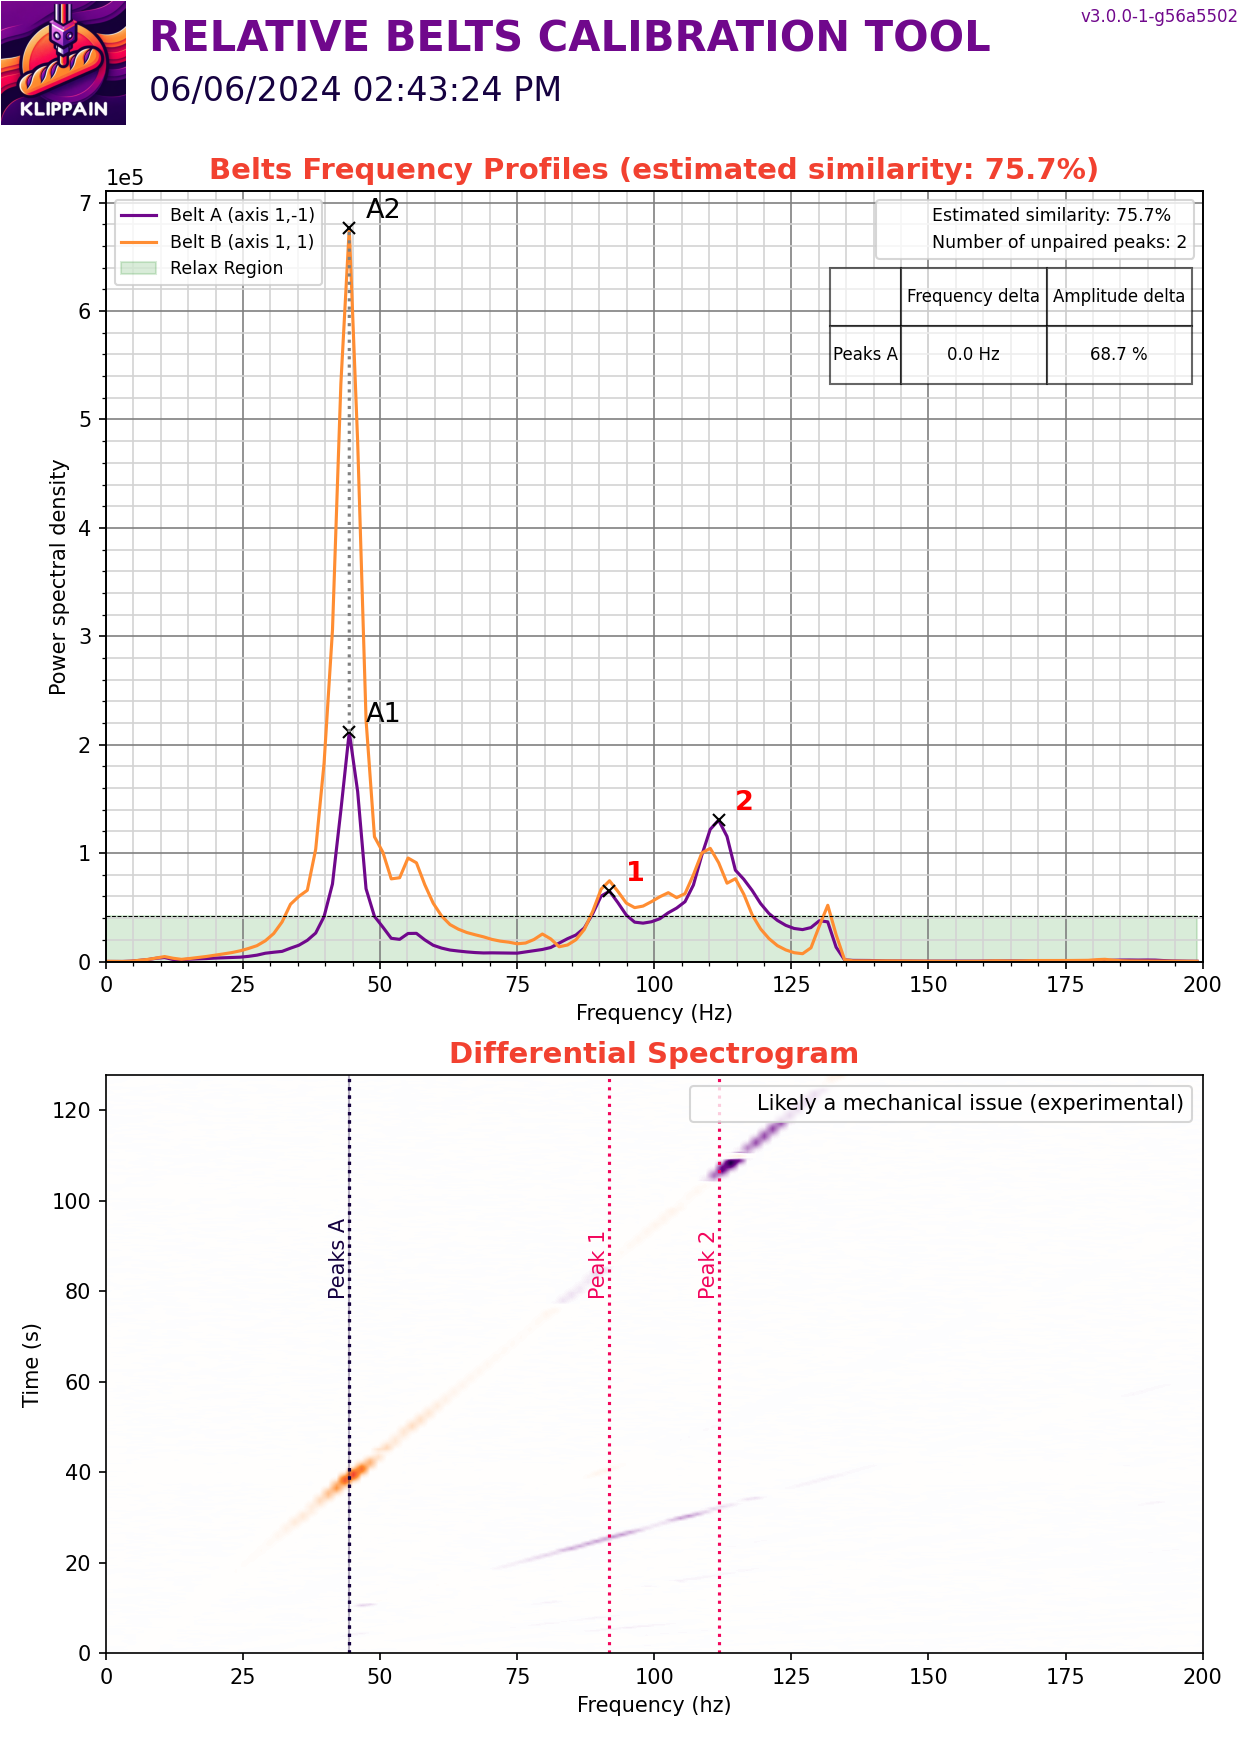 v3.0.0-1-g56a5502
RELATIVE BELTS CALIBRATION TOOL
06/06/2024 02:43:24 PM
KLIPPAIN
Belts Frequency Profiles (estimated similarity: 75.7%)
1e5
Belt A (axis 1,-1)
Belt B (axis 1, 1)
Relax Region
Estimated similarity: 75.7%
Number of unpaired peaks: 2
Frequency delta Amplitude delta
Peaks A 0.0 Hz 68.7 %
A2
A1
1
2
Power spectral density
7
6
5
4
3
2
1
0
0 25 50 75 100 125 150 175 200
Frequency (Hz)
Differential Spectrogram
Likely a mechanical issue (experimental)
Peaks A
Peak 1
Peak 2
Time (s)
120
100
80
60
40
20
0
0 25 50 75 100 125 150 175 200
Frequency (hz)